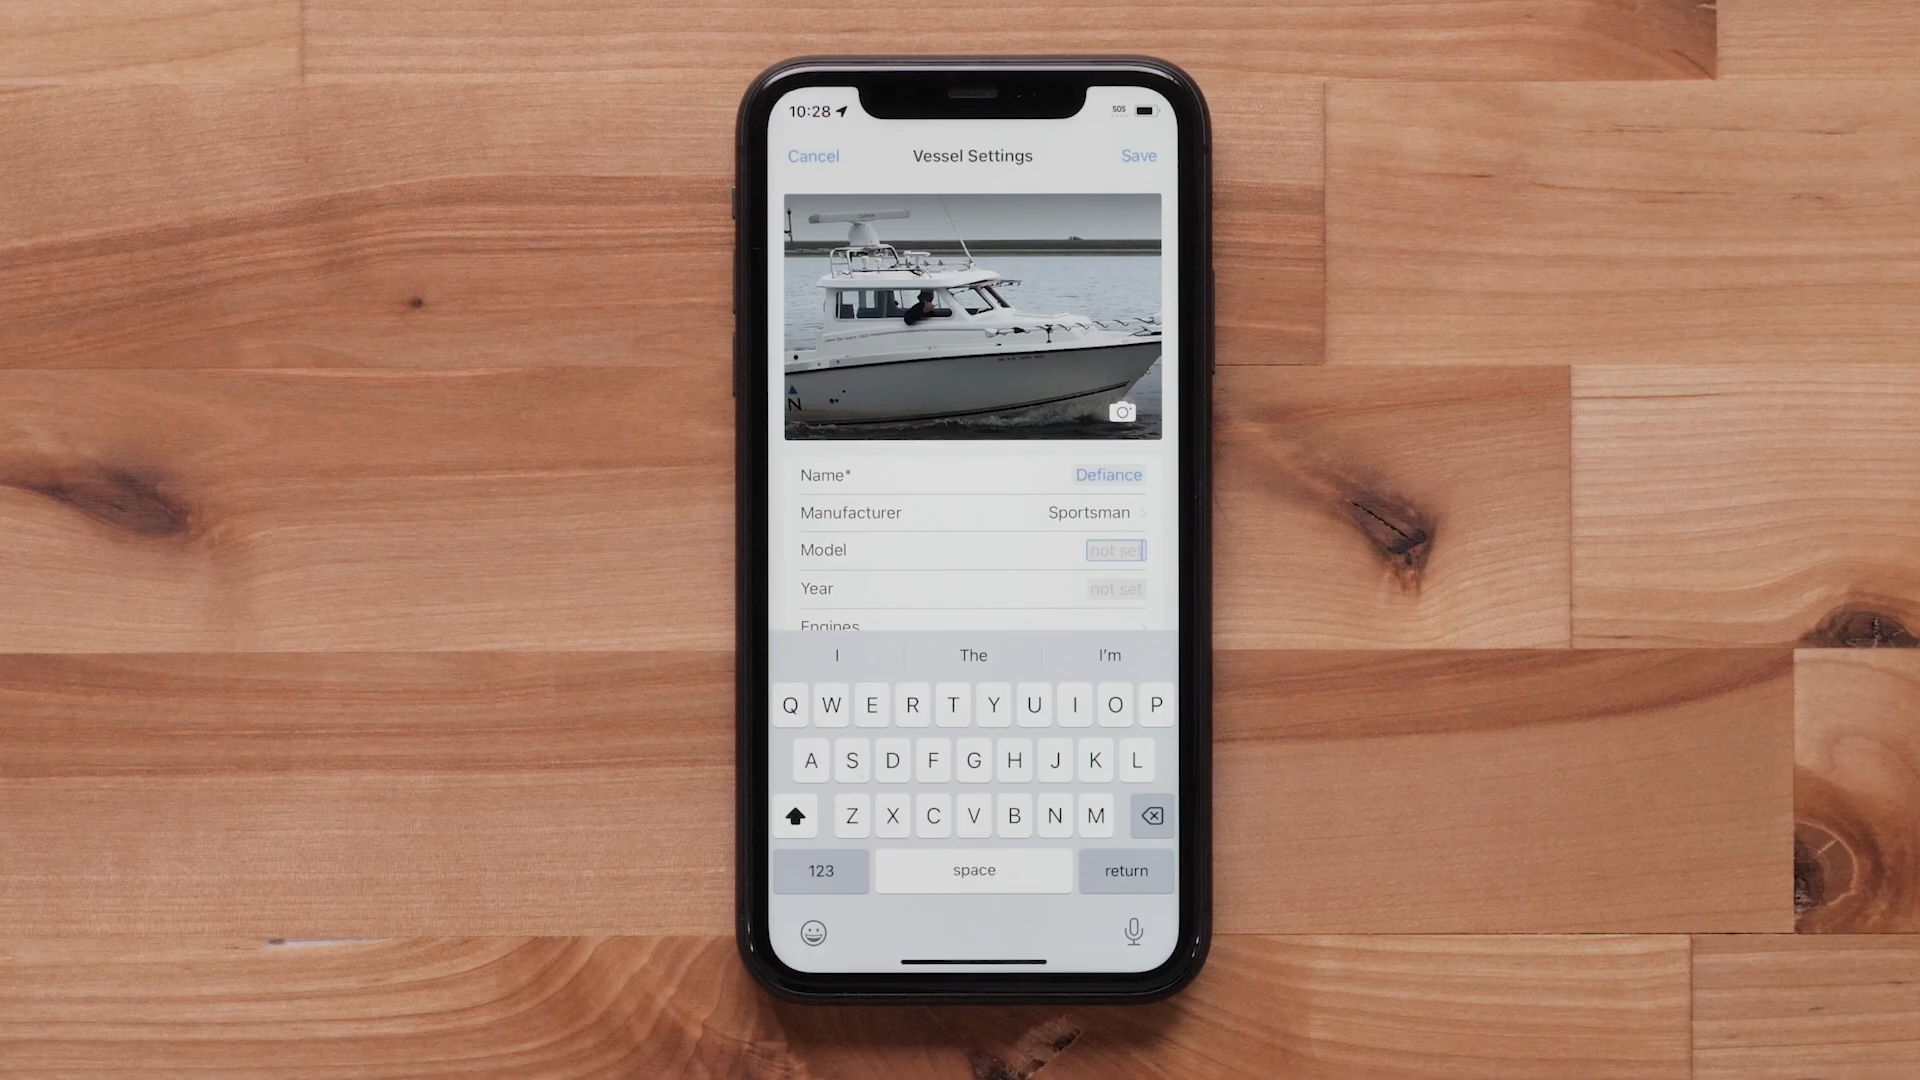 10:28
SOS
Cancel
Vessel Settings
Save
N
Name*
Defiance
Manufacturer
Sportsman
Model
not set
Year
not set
Engines
I
The
I'm
Q W E R T Y U I O P
A S D F G H J K L
Z X C V B N M
123
space
return